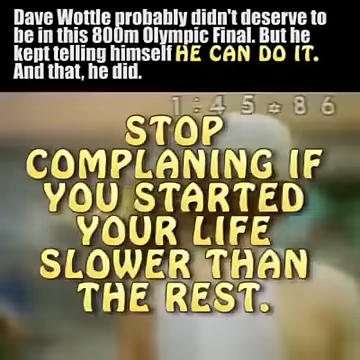 Dave Wottle probably didn't deserve to
be in this 800m Olympic Final. But he
kept telling himself HE CAN DO IT.
And that, he did.
1:45*86
STOP
COMPLANING IF
YOU STARTED
YOUR LIFE
SLOWER THAN
THE REST.